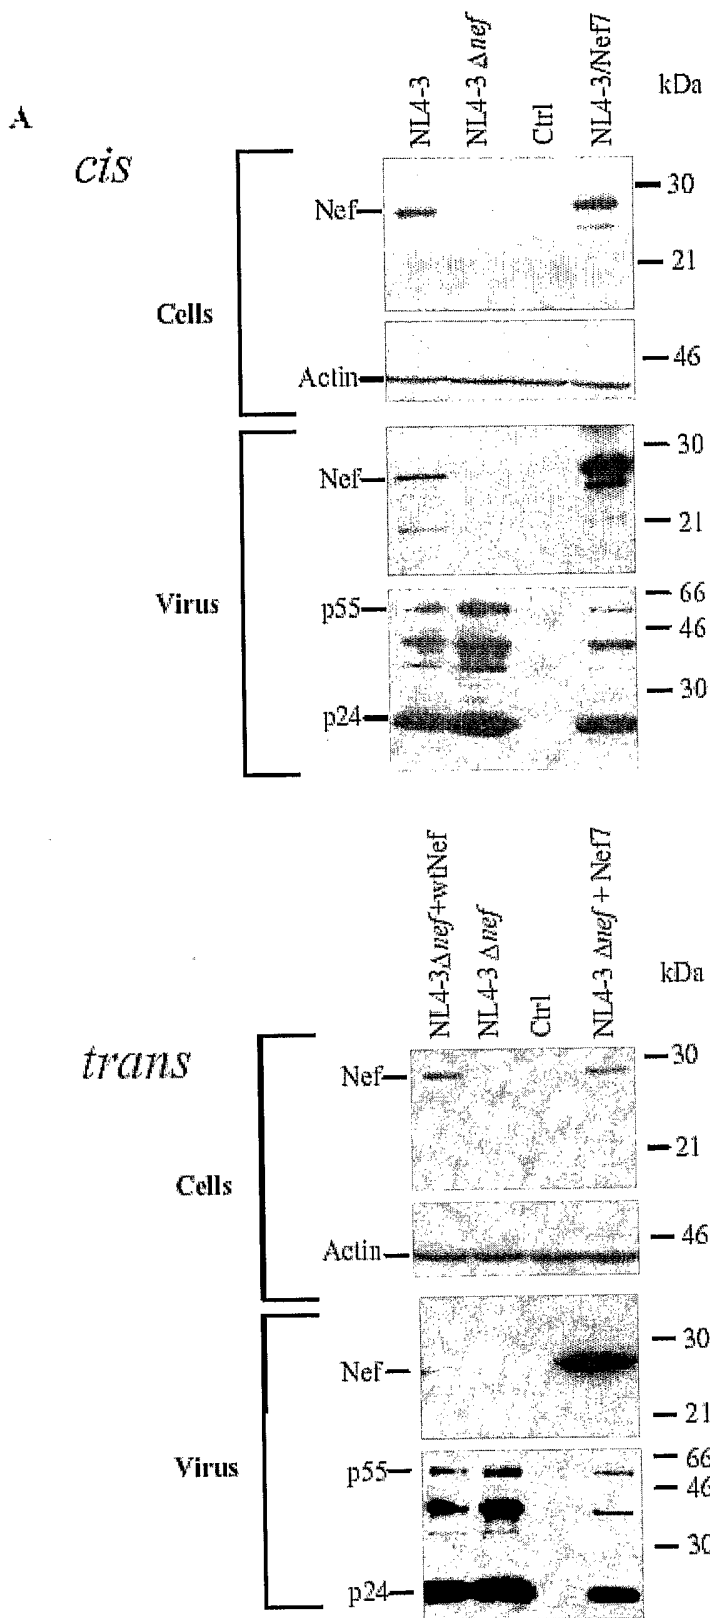 A
cis
NL4-3
NL4-3 Δnef
Ctrl
NL4-3/Nef7
kDa
Nef
30
21
Cells
Actin
46
Nef
30
21
Virus
p55
66
46
30
p24
trans
NL4-3Δnef+wtNef
NL4-3 Δnef
Ctrl
NL4-3 Δnef + Nef7
kDa
Nef
30
21
Cells
Actin
46
Nef
30
21
Virus
p55
66
46
30
p24